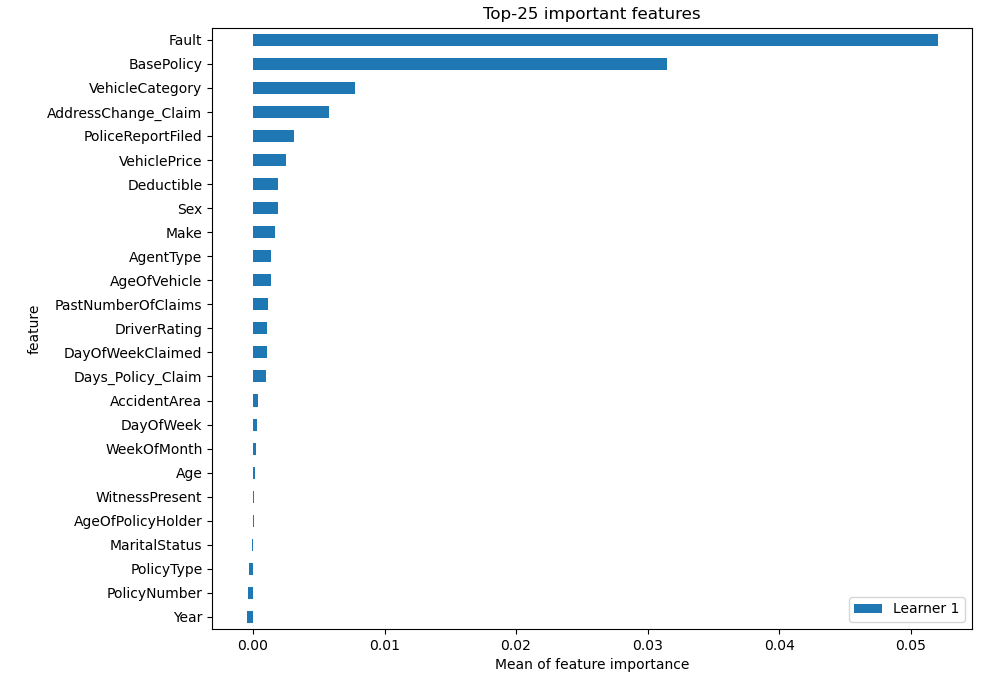 Top-25 important features
Fault
BasePolicy
VehicleCategory
AddressChange_Claim
PoliceReportFiled
VehiclePrice
Deductible
Sex
Make
AgentType
AgeOfVehicle
PastNumberOfClaims
DriverRating
DayOfWeekClaimed
Days_Policy_Claim
AccidentArea
DayOfWeek
WeekOfMonth
Age
WitnessPresent
AgeOfPolicyHolder
MaritalStatus
PolicyType
PolicyNumber
Year
feature
Learner 1
0.00 0.01 0.02 0.03 0.04 0.05
Mean of feature importance